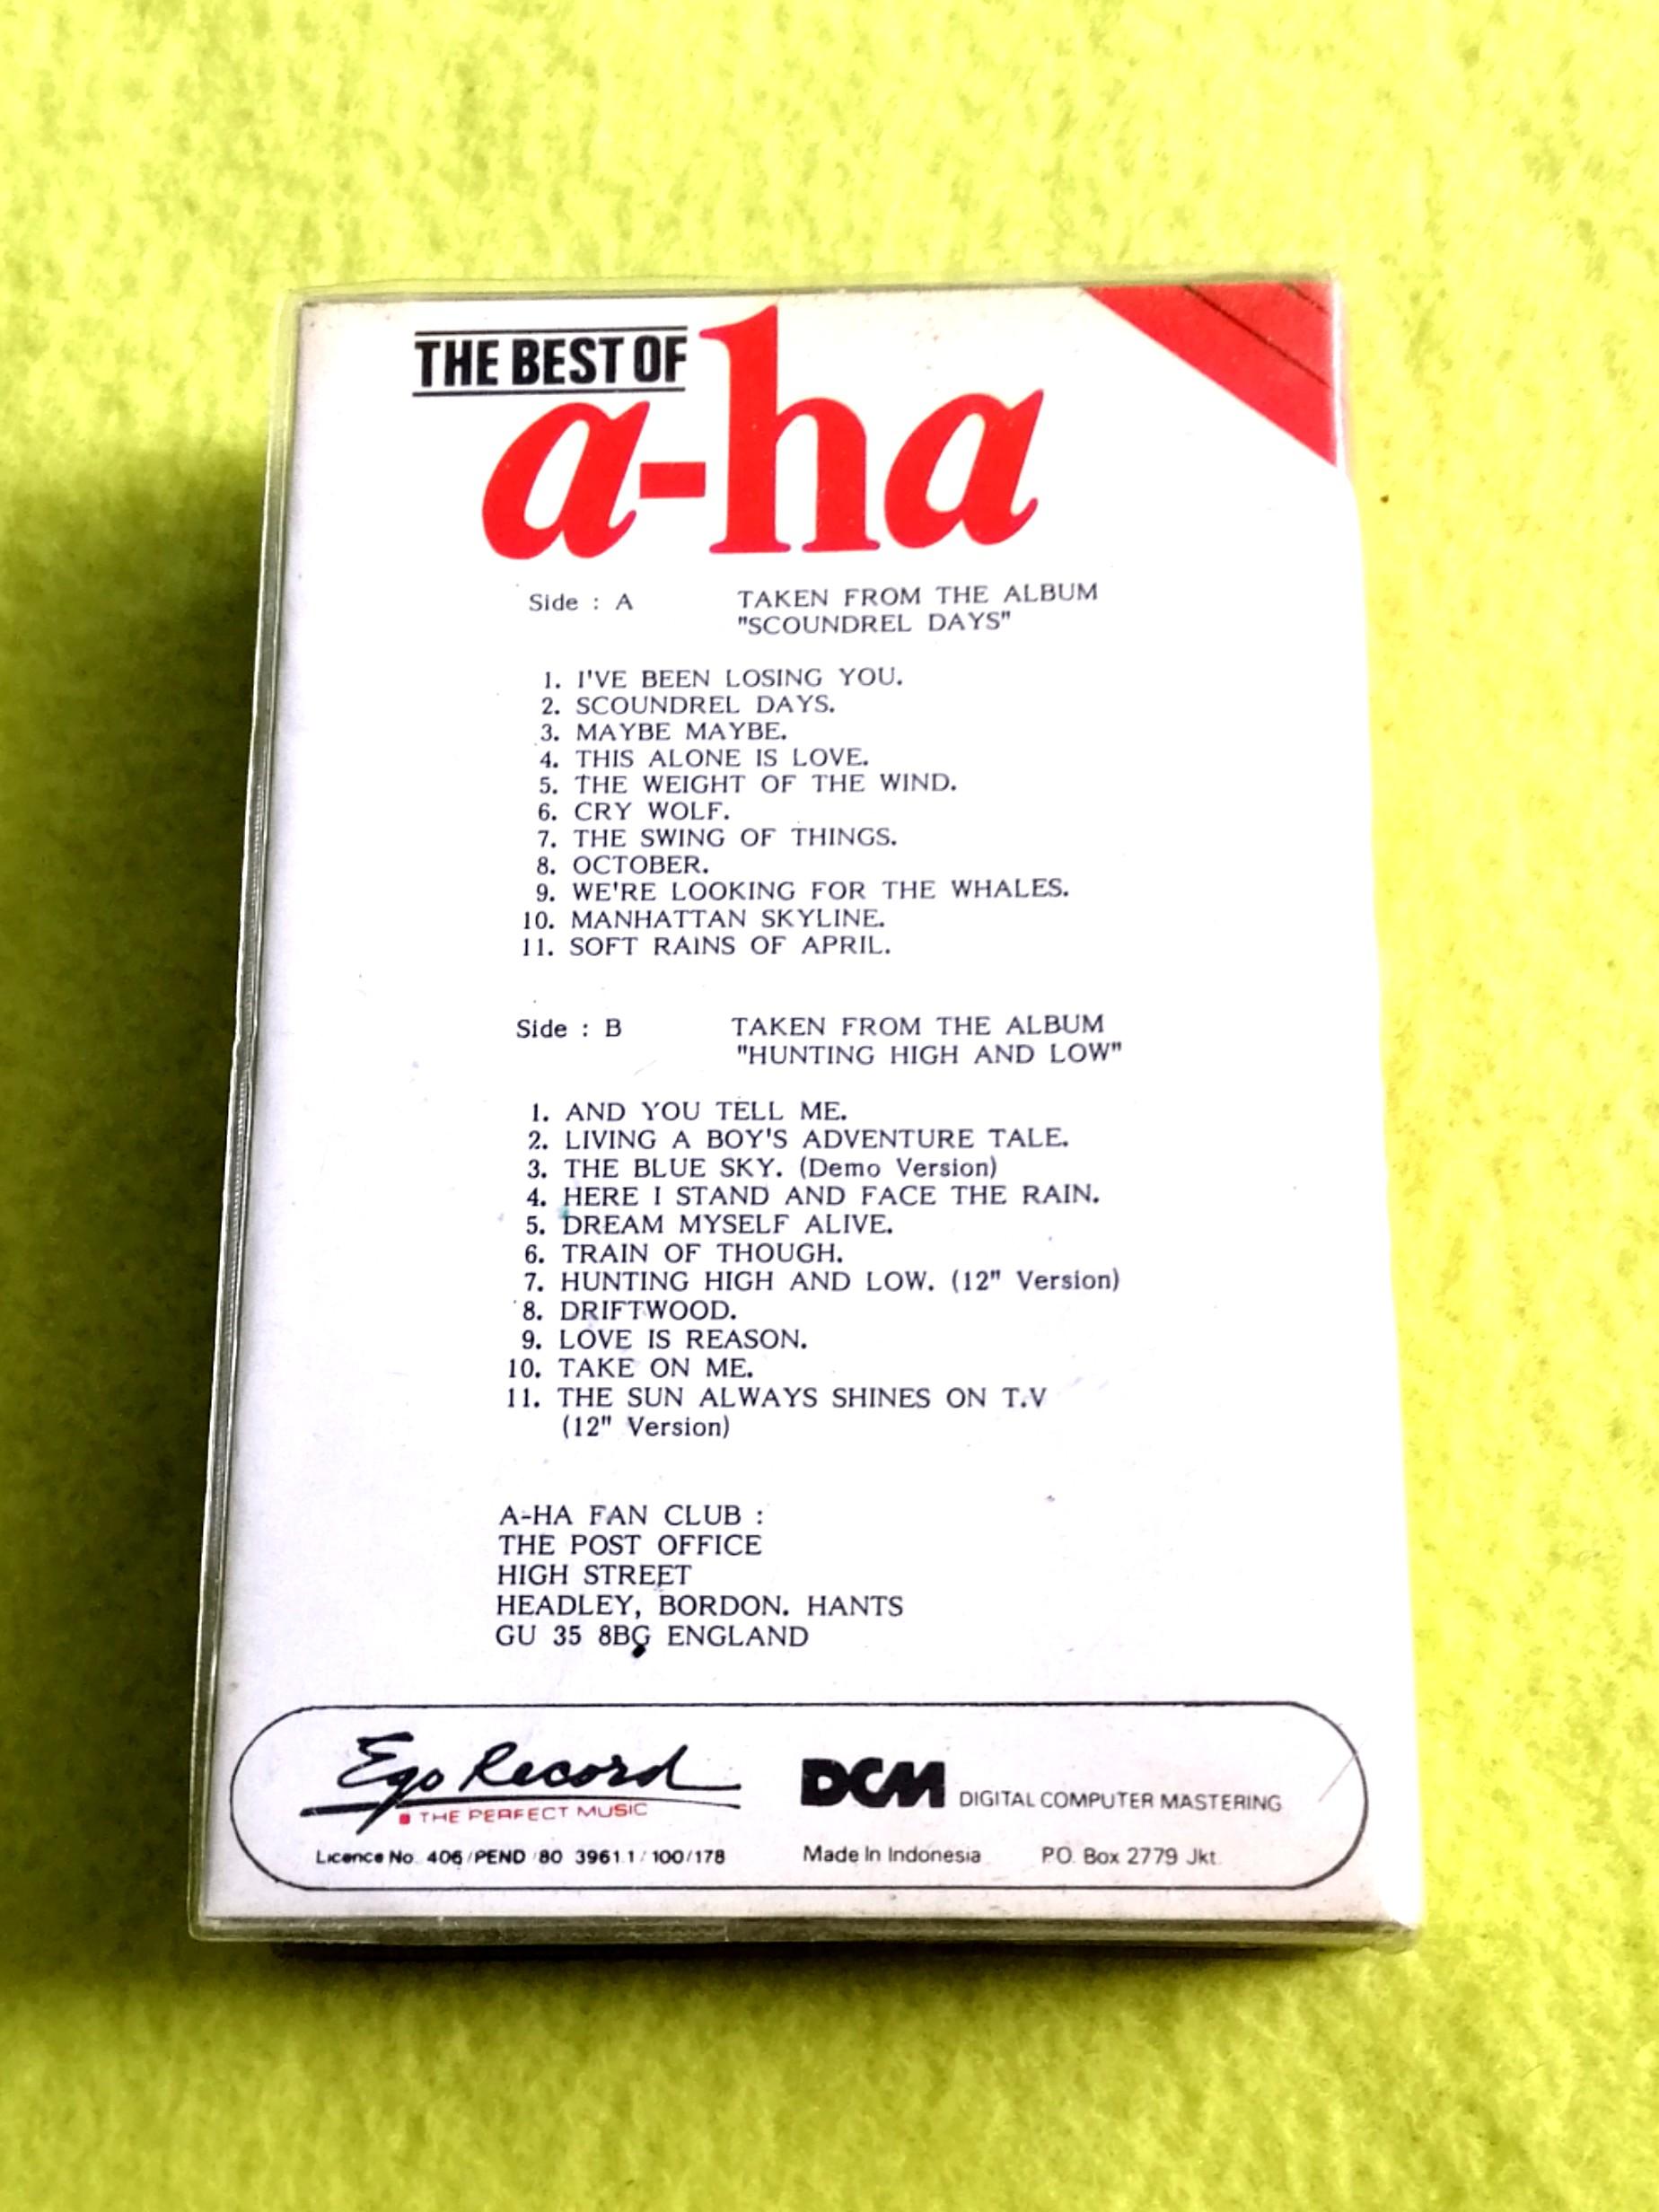 THE BEST OF
a-ha
Side : A TAKEN FROM THE ALBUM
"SCOUNDREL DAYS"
1. I'VE BEEN LOSING YOU.
2. SCOUNDREL DAYS.
3. MAYBE MAYBE.
4. THIS ALONE IS LOVE.
5. THE WEIGHT OF THE WIND.
6. CRY WOLF.
7. THE SWING OF THINGS.
8. OCTOBER.
9. WE'RE LOOKING FOR THE WHALES.
10. MANHATTAN SKYLINE.
11. SOFT RAINS OF APRIL.
Side : B TAKEN FROM THE ALBUM
"HUNTING HIGH AND LOW"
1. AND YOU TELL ME.
2. LIVING A BOY'S ADVENTURE TALE.
3. THE BLUE SKY. (Demo Version)
4. HERE I STAND AND FACE THE RAIN.
5. DREAM MYSELF ALIVE.
6. TRAIN OF THOUGH.
7. HUNTING HIGH AND LOW. (12" Version)
8. DRIFTWOOD.
9. LOVE IS REASON.
10. TAKE ON ME.
11. THE SUN ALWAYS SHINES ON T.V
(12" Version)
A-HA FAN CLUB :
THE POST OFFICE
HIGH STREET
HEADLEY, BORDON. HANTS
GU 35 8BG ENGLAND
Ego Record
THE PERFECT MUSIC
DCM DIGITAL COMPUTER MASTERING
Licence No. 406/PEND/80 3961.1/100/178
Made In Indonesia P.O. Box 2779 Jkt.